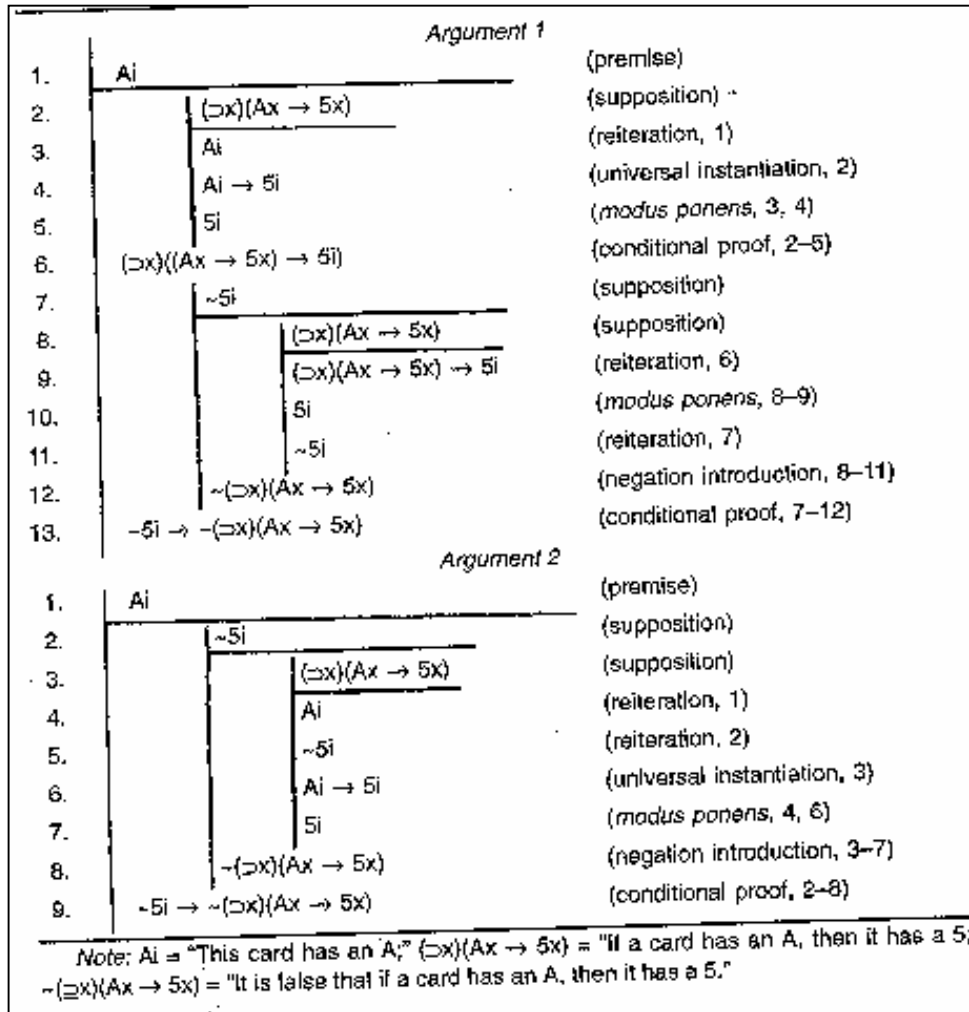 Argument 1
1. Ai (premise)
2. (⊃x)(Ax → 5x) (supposition)
3. Ai (reiteration, 1)
4. Ai → 5i (universal instantiation, 2)
5. 5i (modus ponens, 3, 4)
6. (⊃x)((Ax → 5x) → 5i) (conditional proof, 2–5)
7. ~5i (supposition)
8. (⊃x)(Ax → 5x) (supposition)
9. (⊃x)(Ax → 5x) → 5i (reiteration, 6)
10. 5i (modus ponens, 8–9)
11. ~5i (reiteration, 7)
12. ~(⊃x)(Ax → 5x) (negation introduction, 8–11)
13. ~5i → ~(⊃x)(Ax → 5x) (conditional proof, 7–12)
Argument 2
1. Ai (premise)
2. ~5i (supposition)
3. (⊃x)(Ax → 5x) (supposition)
4. Ai (reiteration, 1)
5. ~5i (reiteration, 2)
6. Ai → 5i (universal instantiation, 3)
7. 5i (modus ponens, 4, 6)
8. ~(⊃x)(Ax → 5x) (negation introduction, 3–7)
9. ~5i → ~(⊃x)(Ax → 5x) (conditional proof, 2–8)
Note: Ai = "This card has an A;" (⊃x)(Ax → 5x) = "If a card has an A, then it has a 5;
~(⊇x)(Ax → 5x) = "It is false that if a card has an A, then it has a 5."